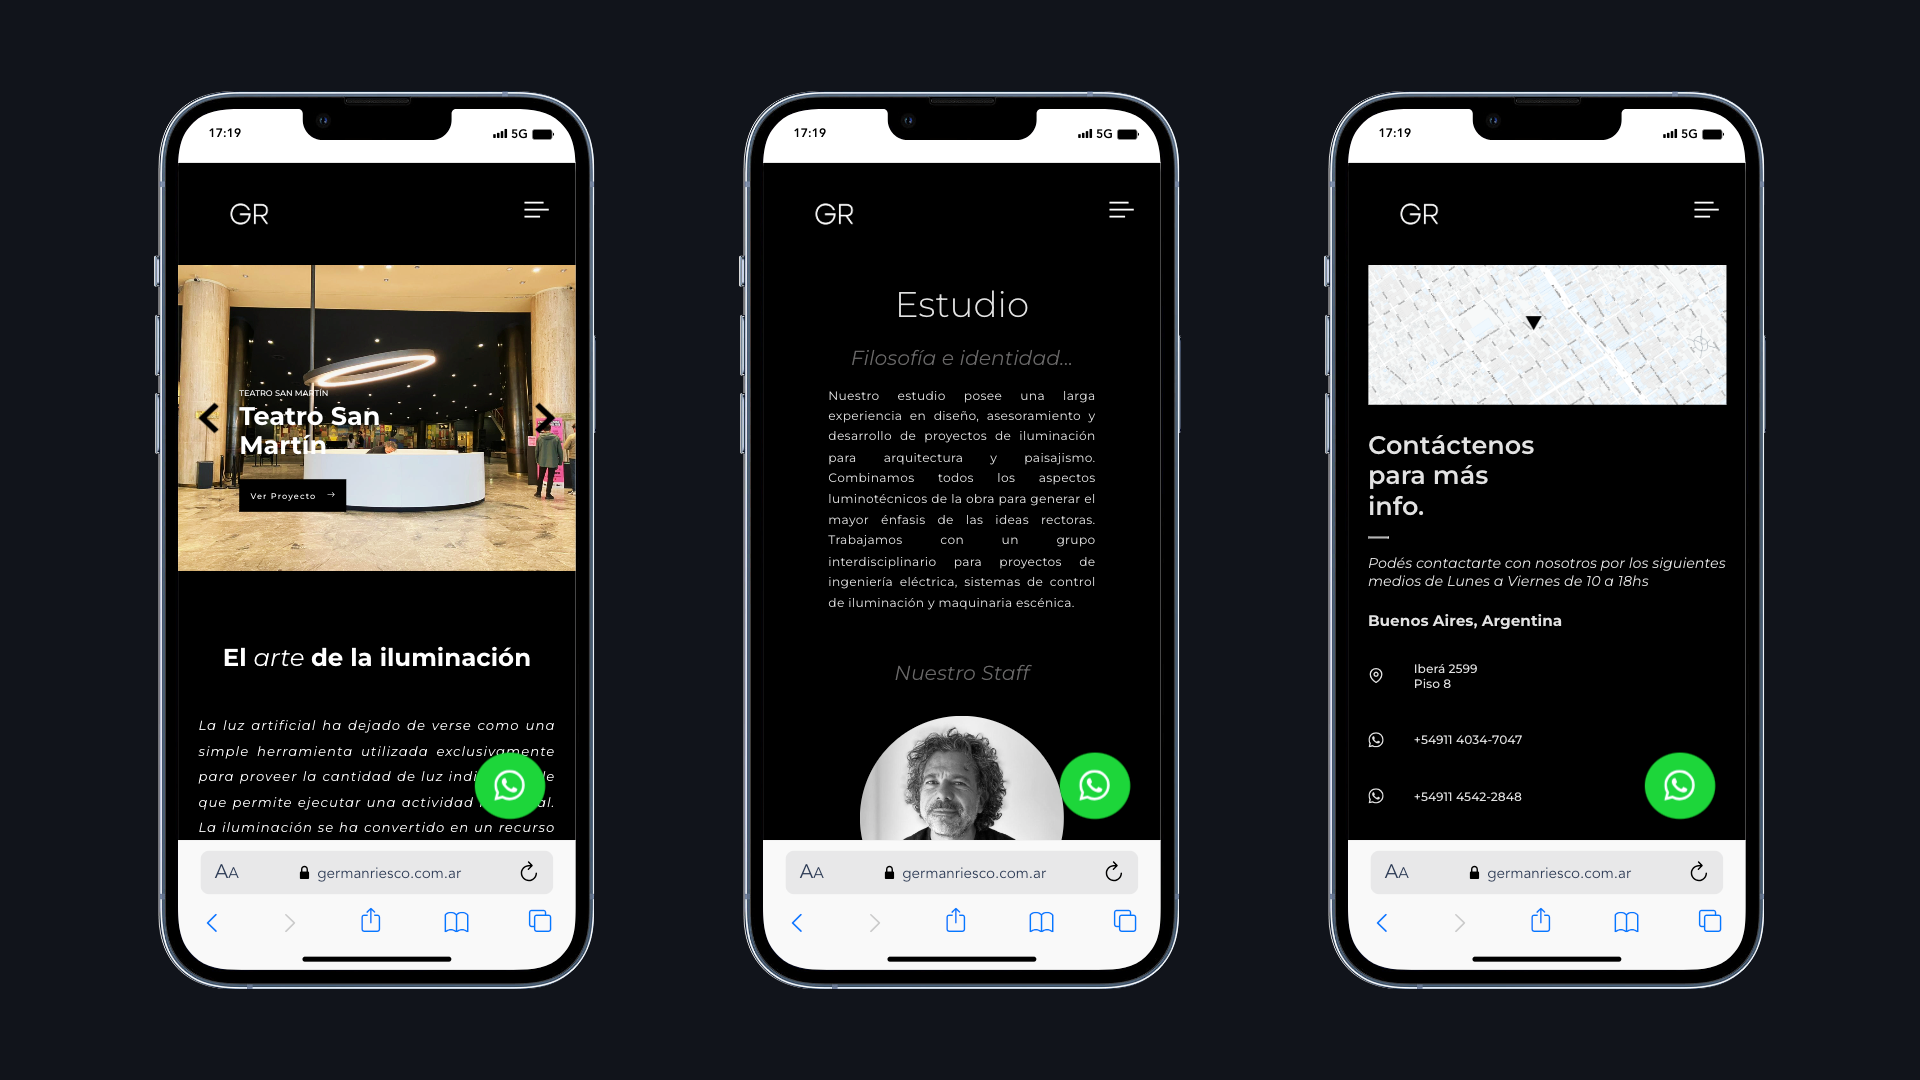 17:19
5G
GR
TEATRO SAN MARTÍN
Teatro San
Martín
Ver Proyecto →
El arte de la iluminación
La luz artificial ha dejado de verse como una
simple herramienta utilizada exclusivamente
para proveer la cantidad de luz
que permite ejecutar una actividad
La iluminación se ha convertido en un recurso
AA
germanriesco.com.ar
17:19
5G
GR
Estudio
Filosofía e identidad...
Nuestro estudio posee una larga
experiencia en diseño, asesoramiento y
desarrollo de proyectos de iluminación
para arquitectura y paisajismo.
Combinamos todos los aspectos
luminotécnicos de la obra para generar el
mayor énfasis de las ideas rectoras.
Trabajamos con un grupo
interdisciplinario para proyectos de
ingeniería eléctrica, sistemas de control
de iluminación y maquinaria escénica.
Nuestro Staff
AA
germanriesco.com.ar
17:19
5G
GR
Contáctenos
para más
info.
Podés contactarte con nosotros por los siguientes
medios de Lunes a Viernes de 10 a 18hs
Buenos Aires, Argentina
Iberá 2599
Piso 8
+54911 4034-7047
+54911 4542-2848
AA
germanriesco.com.ar